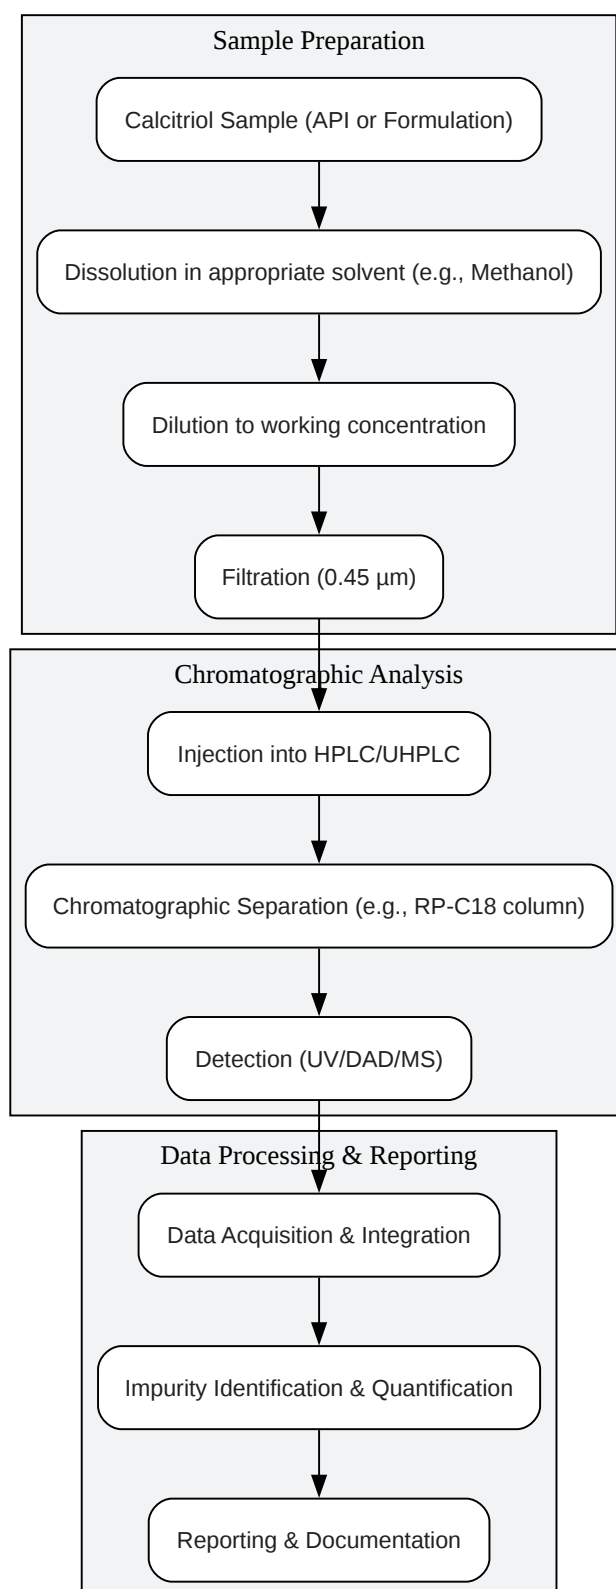 Sample Preparation
Calcitriol Sample (API or Formulation)
Dissolution in appropriate solvent (e.g., Methanol)
Dilution to working concentration
Filtration (0.45 µm)
Chromatographic Analysis
Injection into HPLC/UHPLC
Chromatographic Separation (e.g., RP-C18 column)
Detection (UV/DAD/MS)
Data Processing & Reporting
Data Acquisition & Integration
Impurity Identification & Quantification
Reporting & Documentation